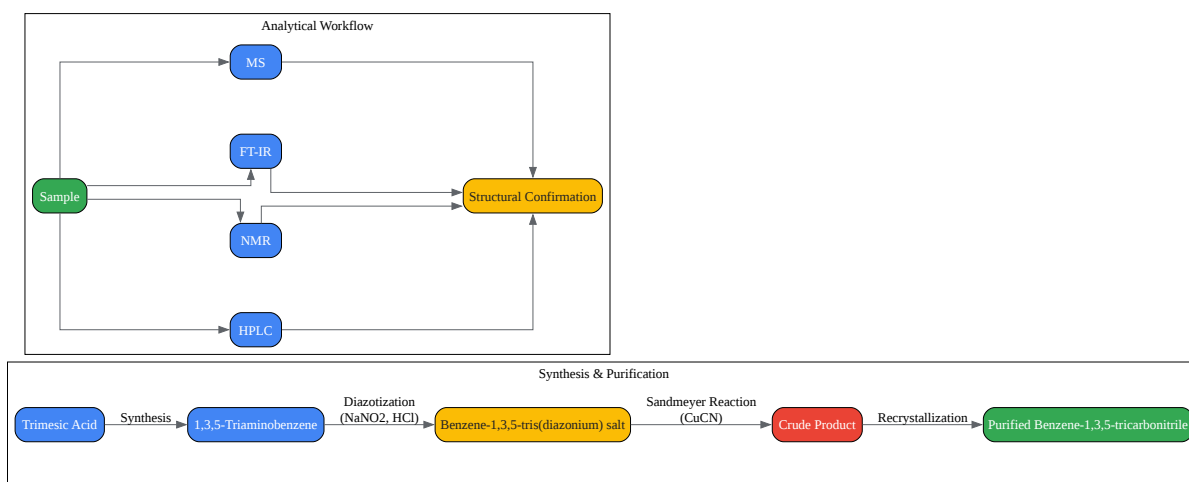 Analytical Workflow
MS
FT-IR
Sample
Structural Confirmation
NMR
HPLC
Synthesis & Purification
Trimesic Acid
Synthesis
1,3,5-Triaminobenzene
Diazotization
(NaNO2, HCl)
Benzene-1,3,5-tris(diazonium) salt
Sandmeyer Reaction
(CuCN)
Crude Product
Recrystallization
Purified Benzene-1,3,5-tricarbonitrile